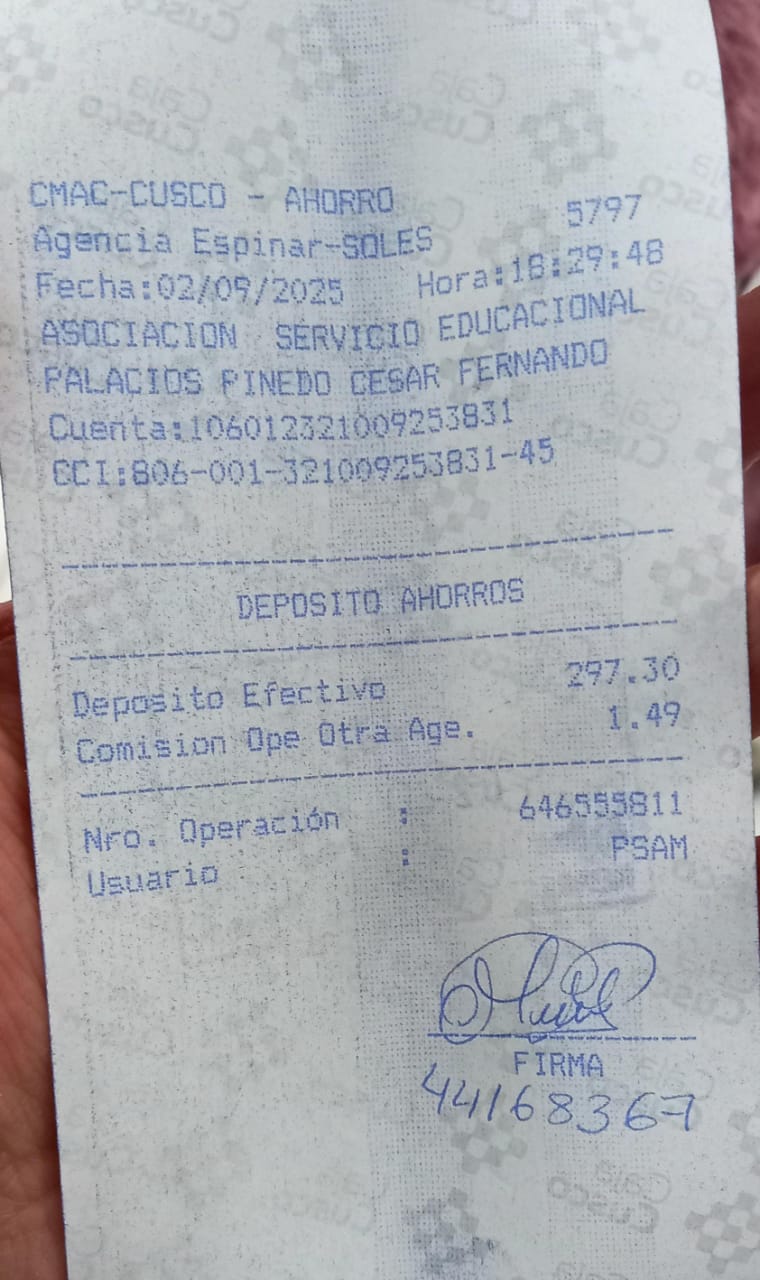 CMAC-CUSCO - AHORRO 5797
Agencia Espinar-SOLES
Fecha:02/09/2025 Hora:18:29:48
ASOCIACION SERVICIO EDUCACIONAL
PALACIOS PINEDO CESAR FERNANDO
Cuenta:106012321009253831
CCI:806-001-321009253831-45
DEPOSITO AHORROS
Deposito Efectivo 297.30
Comision Ope Otra Age. 1.49
Nro. Operación : 646555811
Usuario : PSAM
FIRMA
44168367
Caja Cusco